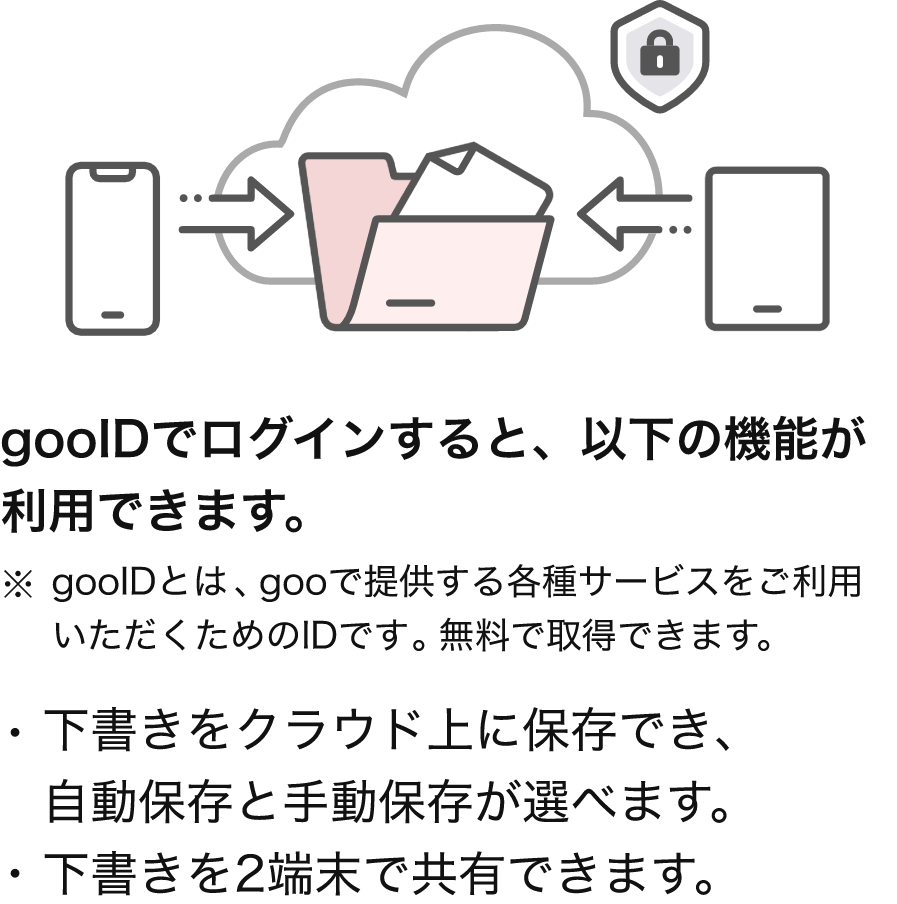 gooIDでログインすると、以下の機能が
利用できます。
※ gooIDとは、gooで提供する各種サービスをご利用
いただくためのIDです。無料で取得できます。
・下書きをクラウド上に保存でき、
自動保存と手動保存が選べます。
・下書きを2端末で共有できます。